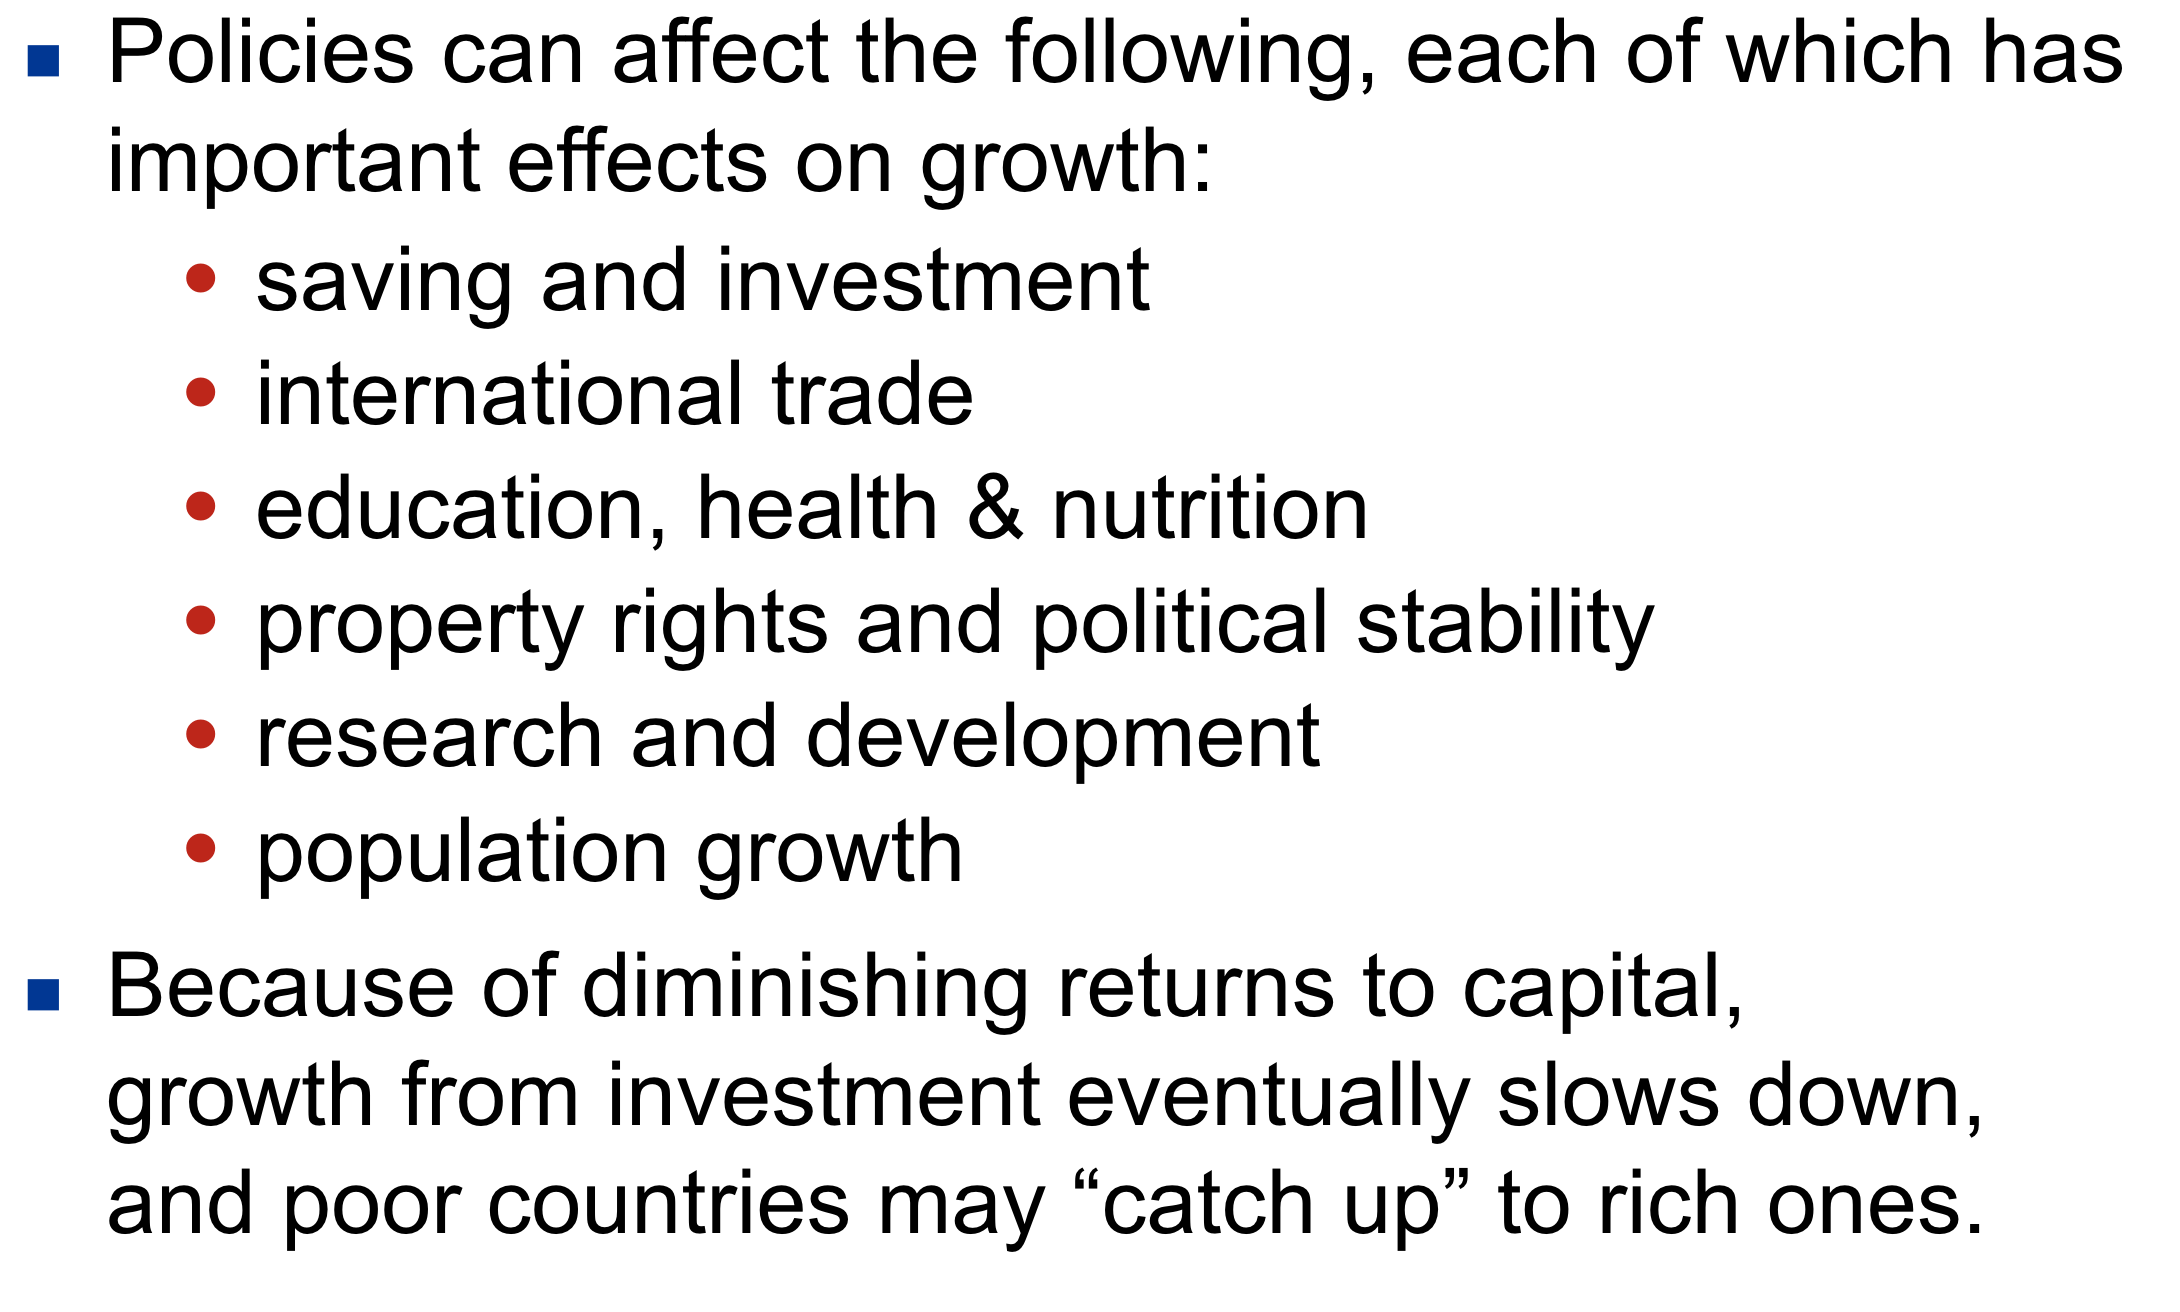 ▪ Policies can affect the following, each of which has
important effects on growth:
• saving and investment
• international trade
• education, health & nutrition
• property rights and political stability
• research and development
• population growth
▪ Because of diminishing returns to capital,
growth from investment eventually slows down,
and poor countries may “catch up” to rich ones.